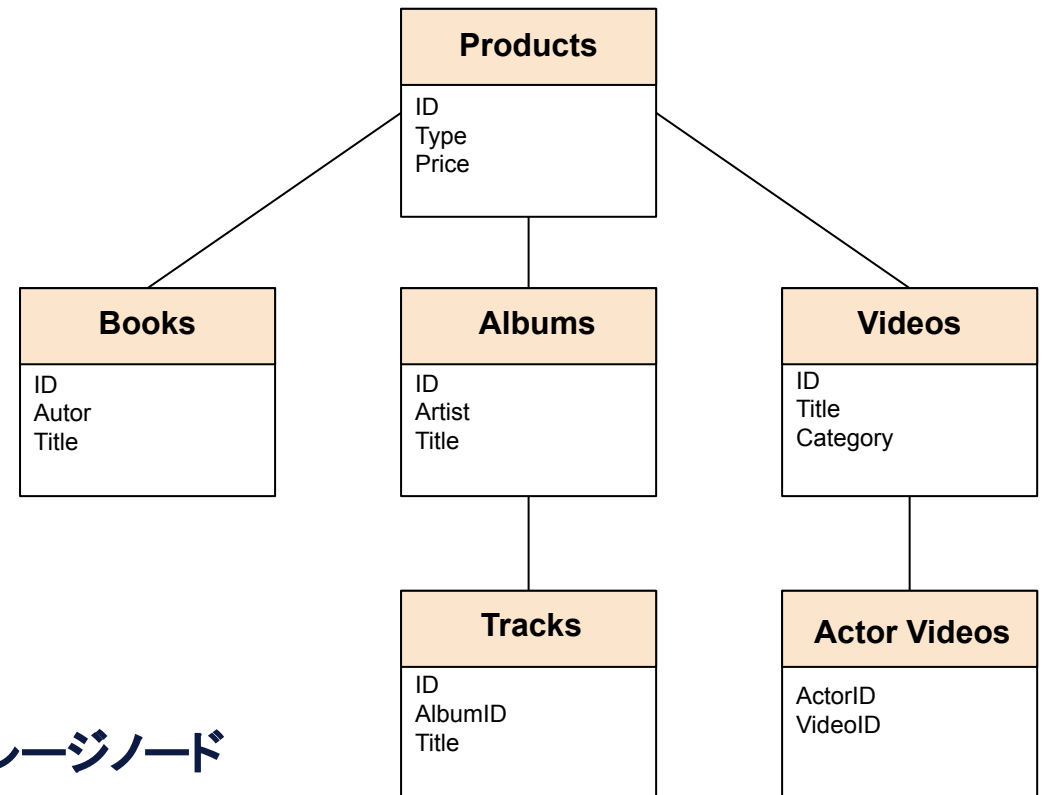 Products
ID
Type
Price
Books
ID
Autor
Title
Albums
ID
Artist
Title
Videos
ID
Title
Category
Tracks
ID
AlbumID
Title
Actor Videos
ActorID
VideoID
レージノード